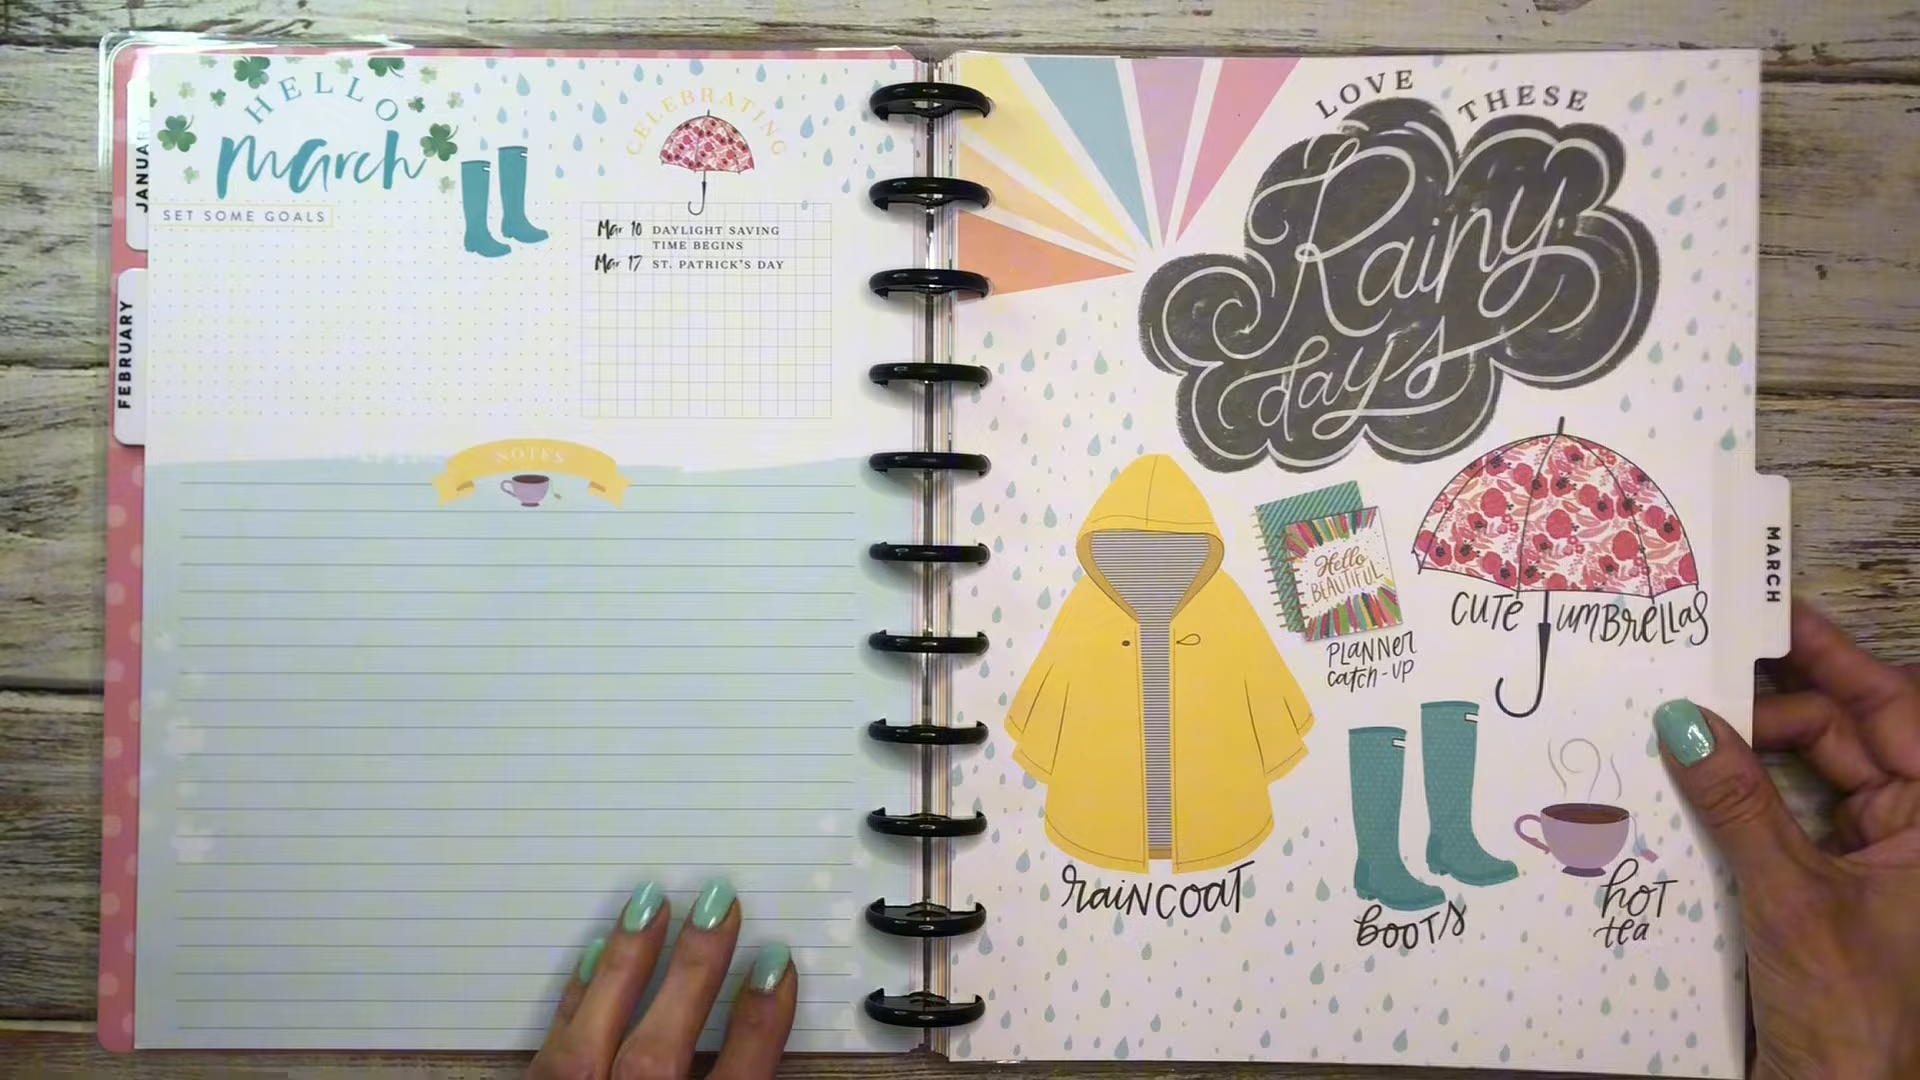 JANUARY
FEBRUARY
HELLO
march
SET SOME GOALS
CELEBRATING
Mar 10 DAYLIGHT SAVING
TIME BEGINS
Mar 17 ST. PATRICK'S DAY
NOTES
LOVE THESE
Rainy
days
Hello
BEAUTIFUL
PLANNER
catch-up
CUTE UMBRELLAS
MARCH
RAINCOAT
BOOTS
hot
tea